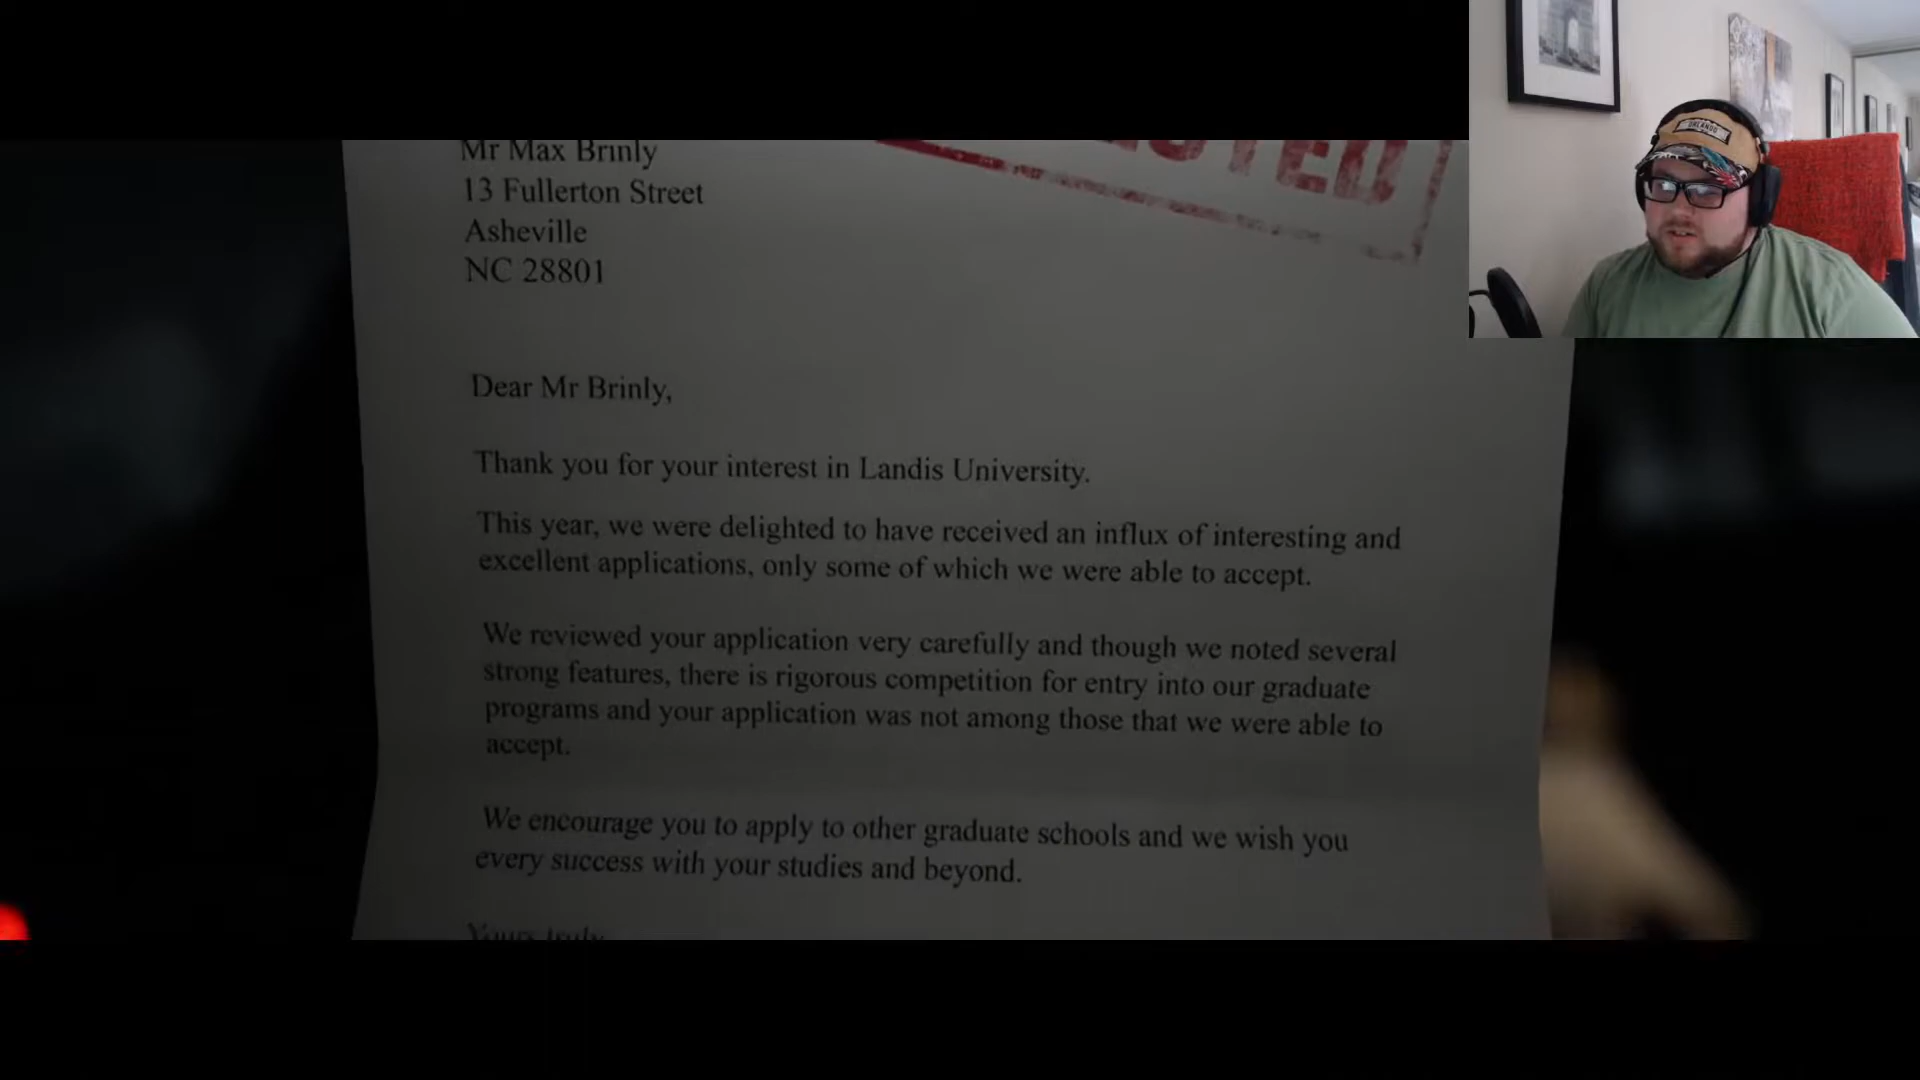 Mr Max Brinly
13 Fullerton Street
Asheville
NC 28801
Dear Mr Brinly,
Thank you for your interest in Landis University.
This year, we were delighted to have received an influx of interesting and
excellent applications, only some of which we were able to accept.
We reviewed your application very carefully and though we noted several
strong features, there is rigorous competition for entry into our graduate
programs and your application was not among those that we were able to
accept.
We encourage you to apply to other graduate schools and we wish you
every success with your studies and beyond.
Yours truly
ORLANDO